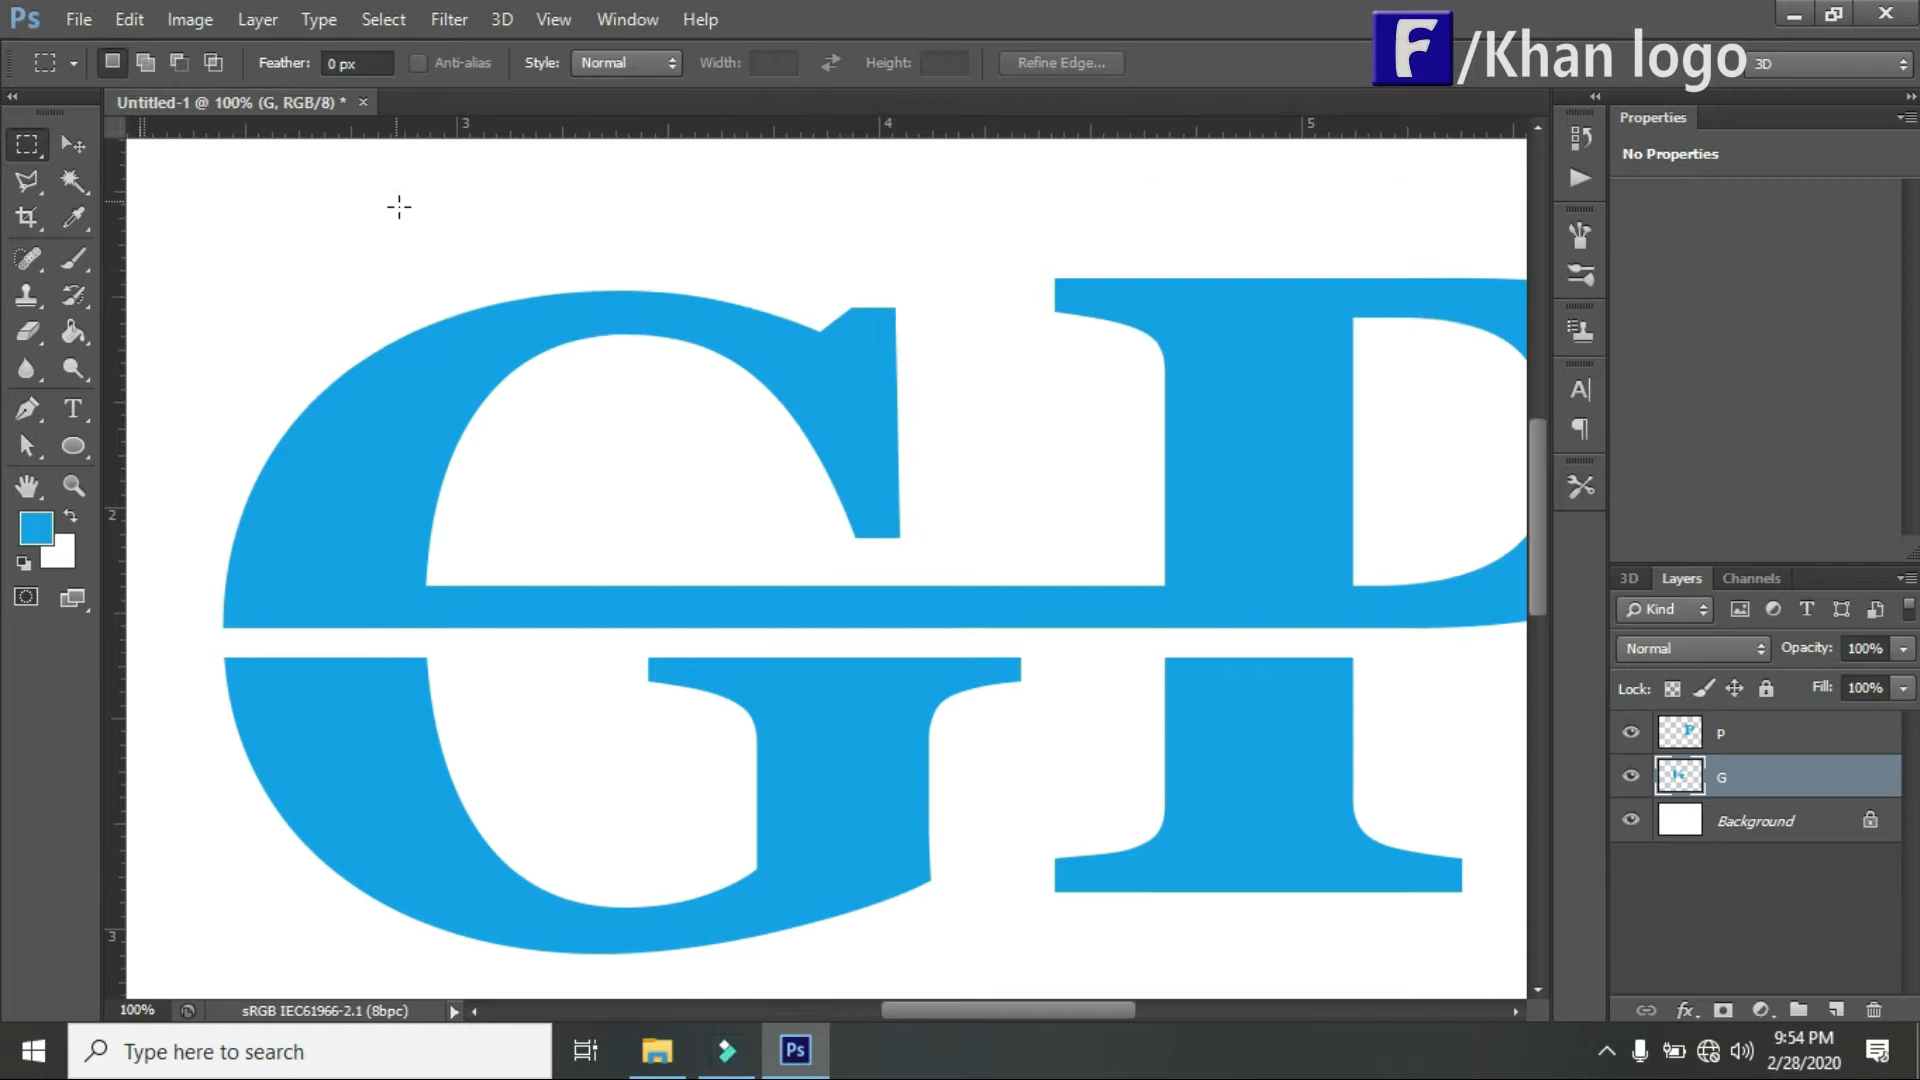 Ps File Edit Image Layer Type Select Filter 3D View Window Help
Feather: 0 px Anti-alias Style: Normal Width: Height: Refine Edge... 3D
F /Khan logo
Untitled-1 @ 100% (G, RGB/8) * ×
3 4 5
2
3
GP
Properties
No Properties
3D Layers Channels
Kind
Normal Opacity: 100%
Lock: Fill: 100%
P
G
Background
100% sRGB IEC61966-2.1 (8bpc)
Type here to search
Ps
9:54 PM
2/28/2020